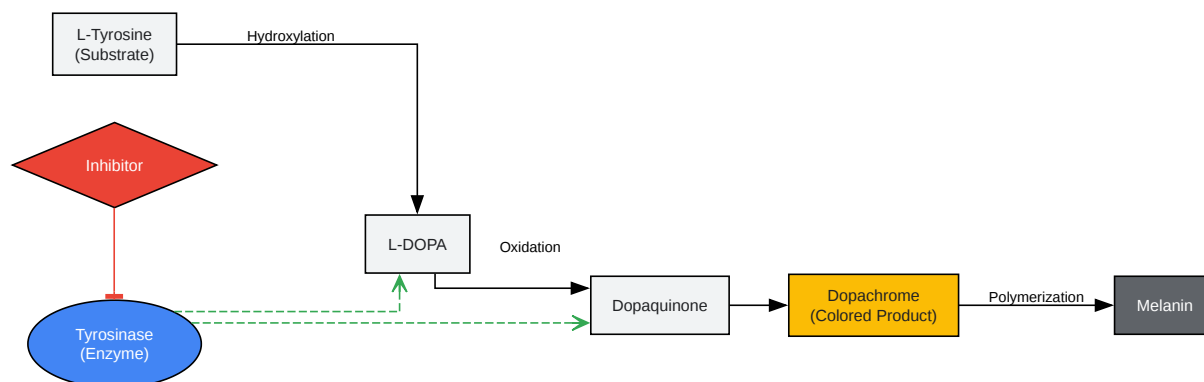 L-Tyrosine
(Substrate)
Hydroxylation
Inhibitor
L-DOPA
Oxidation
Tyrosinase
(Enzyme)
Dopaquinone
Dopachrome
(Colored Product)
Polymerization
Melanin